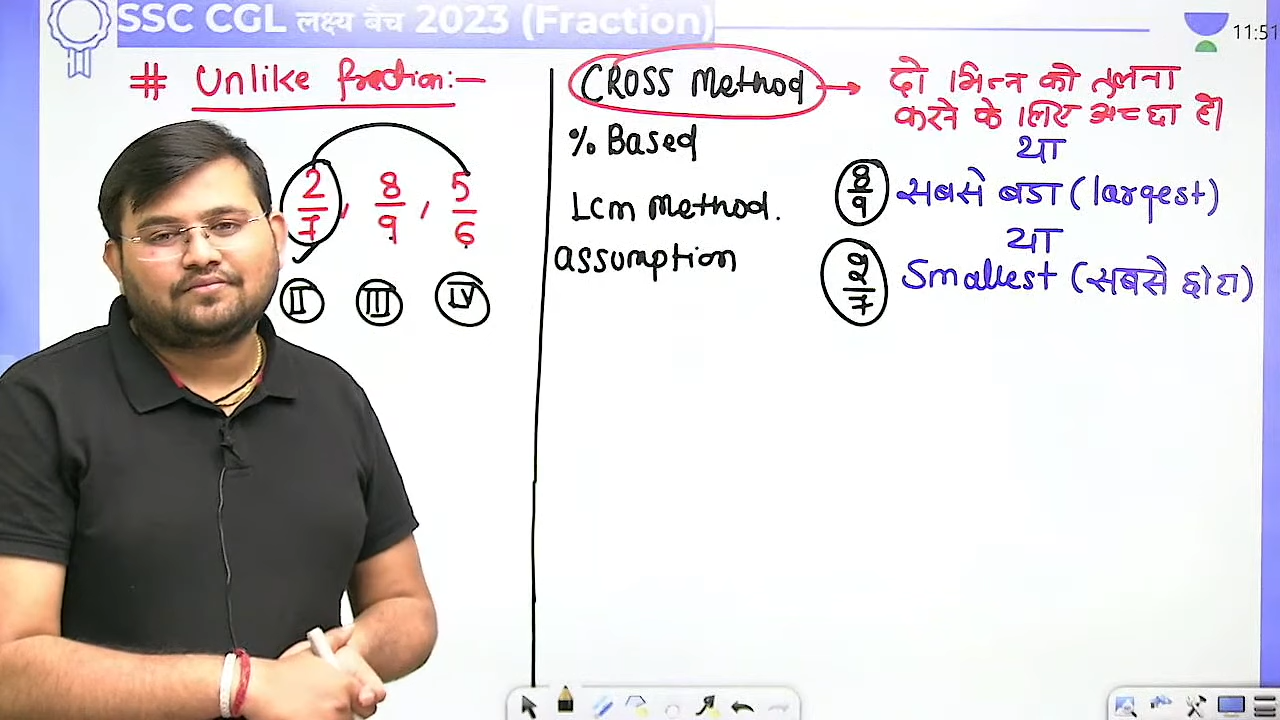 SSC CGL लक्ष्य बैच 2023 (Fraction)
11:51
# Unlike fraction:-
2/7, 8/9, 5/6
II III IV
CROSS Method → दो भिन्न की तुलना
करने के लिए अच्छा है।
% Based
Lcm Method.
assumption
या
8/9 सबसे बडा (largest)
या
2/7 Smallest (सबसे छोटा)